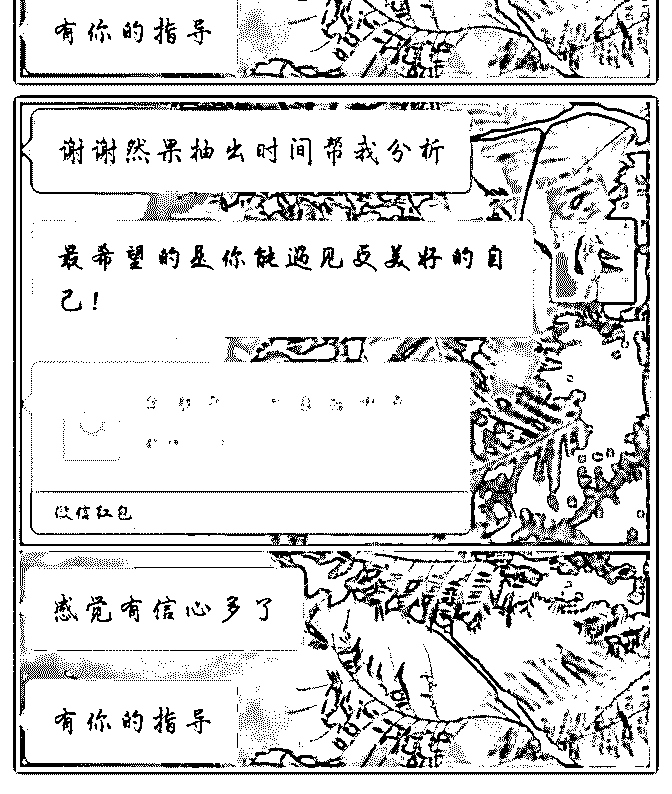 有你的指导
谢谢然果抽出时间帮我分析
最希望的是你能遇见更美好的自
己！
微信红包
感觉有信心多了
有你的指导